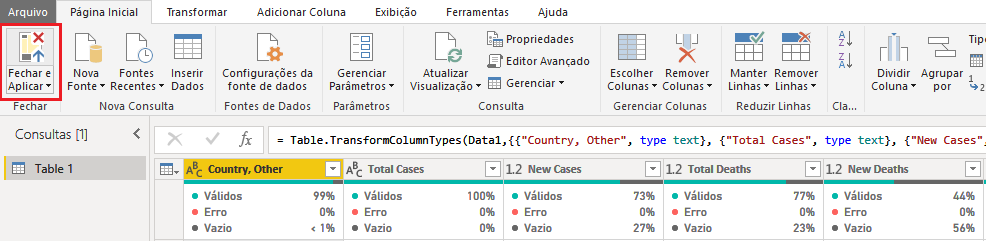 Arquivo Página Inicial Transformar Adicionar Coluna Exibição Ferramentas Ajuda
Fechar e Aplicar
Fechar
Nova Fonte
Fontes Recentes
Inserir Dados
Nova Consulta
Configurações da fonte de dados
Fontes de Dados
Gerenciar Parâmetros
Parâmetros
Atualizar Visualização
Propriedades
Editor Avançado
Gerenciar
Consulta
Escolher Colunas
Remover Colunas
Gerenciar Colunas
Manter Linhas
Remover Linhas
Reduzir Linhas
A Z
Z A
Cla...
Dividir Coluna
Agrupar por
Tipo
1 2
Consultas [1]
Table 1
fx = Table.TransformColumnTypes(Data1,{{"Country, Other", type text}, {"Total Cases", type text}, {"New Cases",
ABC Country, Other ABC Total Cases 1.2 New Cases 1.2 Total Deaths 1.2 New Deaths
Válidos 99% Válidos 100% Válidos 73% Válidos 77% Válidos 44%
Erro 0% Erro 0% Erro 0% Erro 0% Erro 0%
Vazio < 1% Vazio 0% Vazio 27% Vazio 23% Vazio 56%